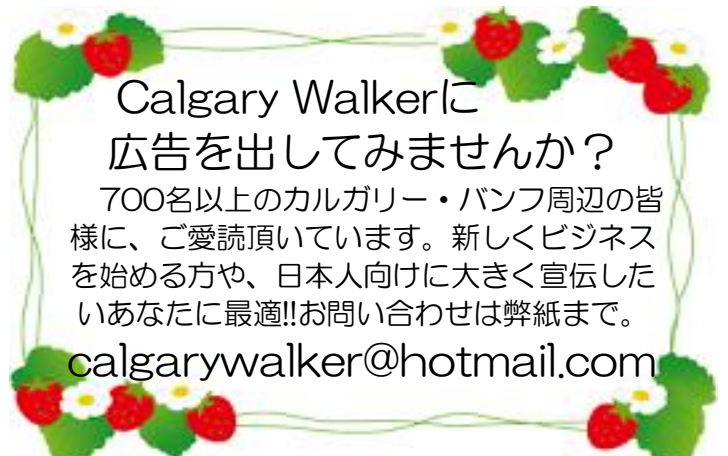 Calgary Walkerに
広告を出してみませんか？
　700名以上のカルガリー・バンフ周辺の皆
様に、ご愛読頂いています。新しくビジネス
を始める方や、日本人向けに大きく宣伝した
いあなたに最適!!お問い合わせは弊紙まで。
calgarywalker@hotmail.com